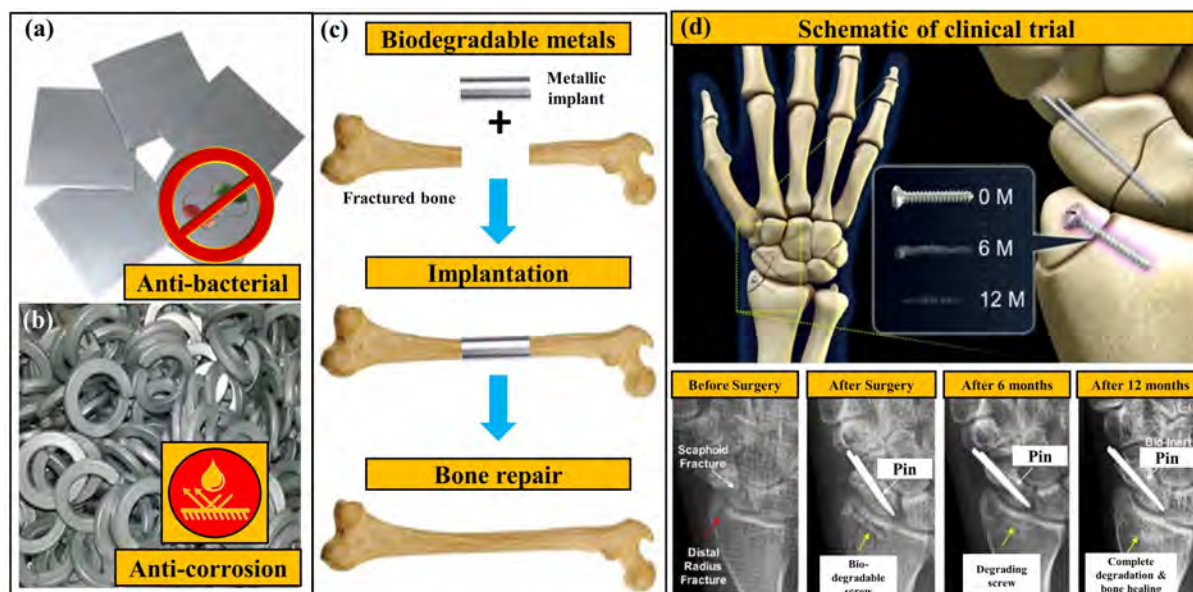 (a)
Anti-bacterial
(b)
Anti-corrosion
(c)
Biodegradable metals
Metallic
implant
+
Fractured bone
Implantation
Bone repair
(d)
Schematic of clinical trial
0 M
6 M
12 M
Before Surgery
Scaphoid
Fracture
Distal
Radius
Fracture
After Surgery
Pin
Bio-
degradable
screw
After 6 months
Pin
Degrading
screw
After 12 months
Bio-inert
Pin
Complete
degradation &
bone healing